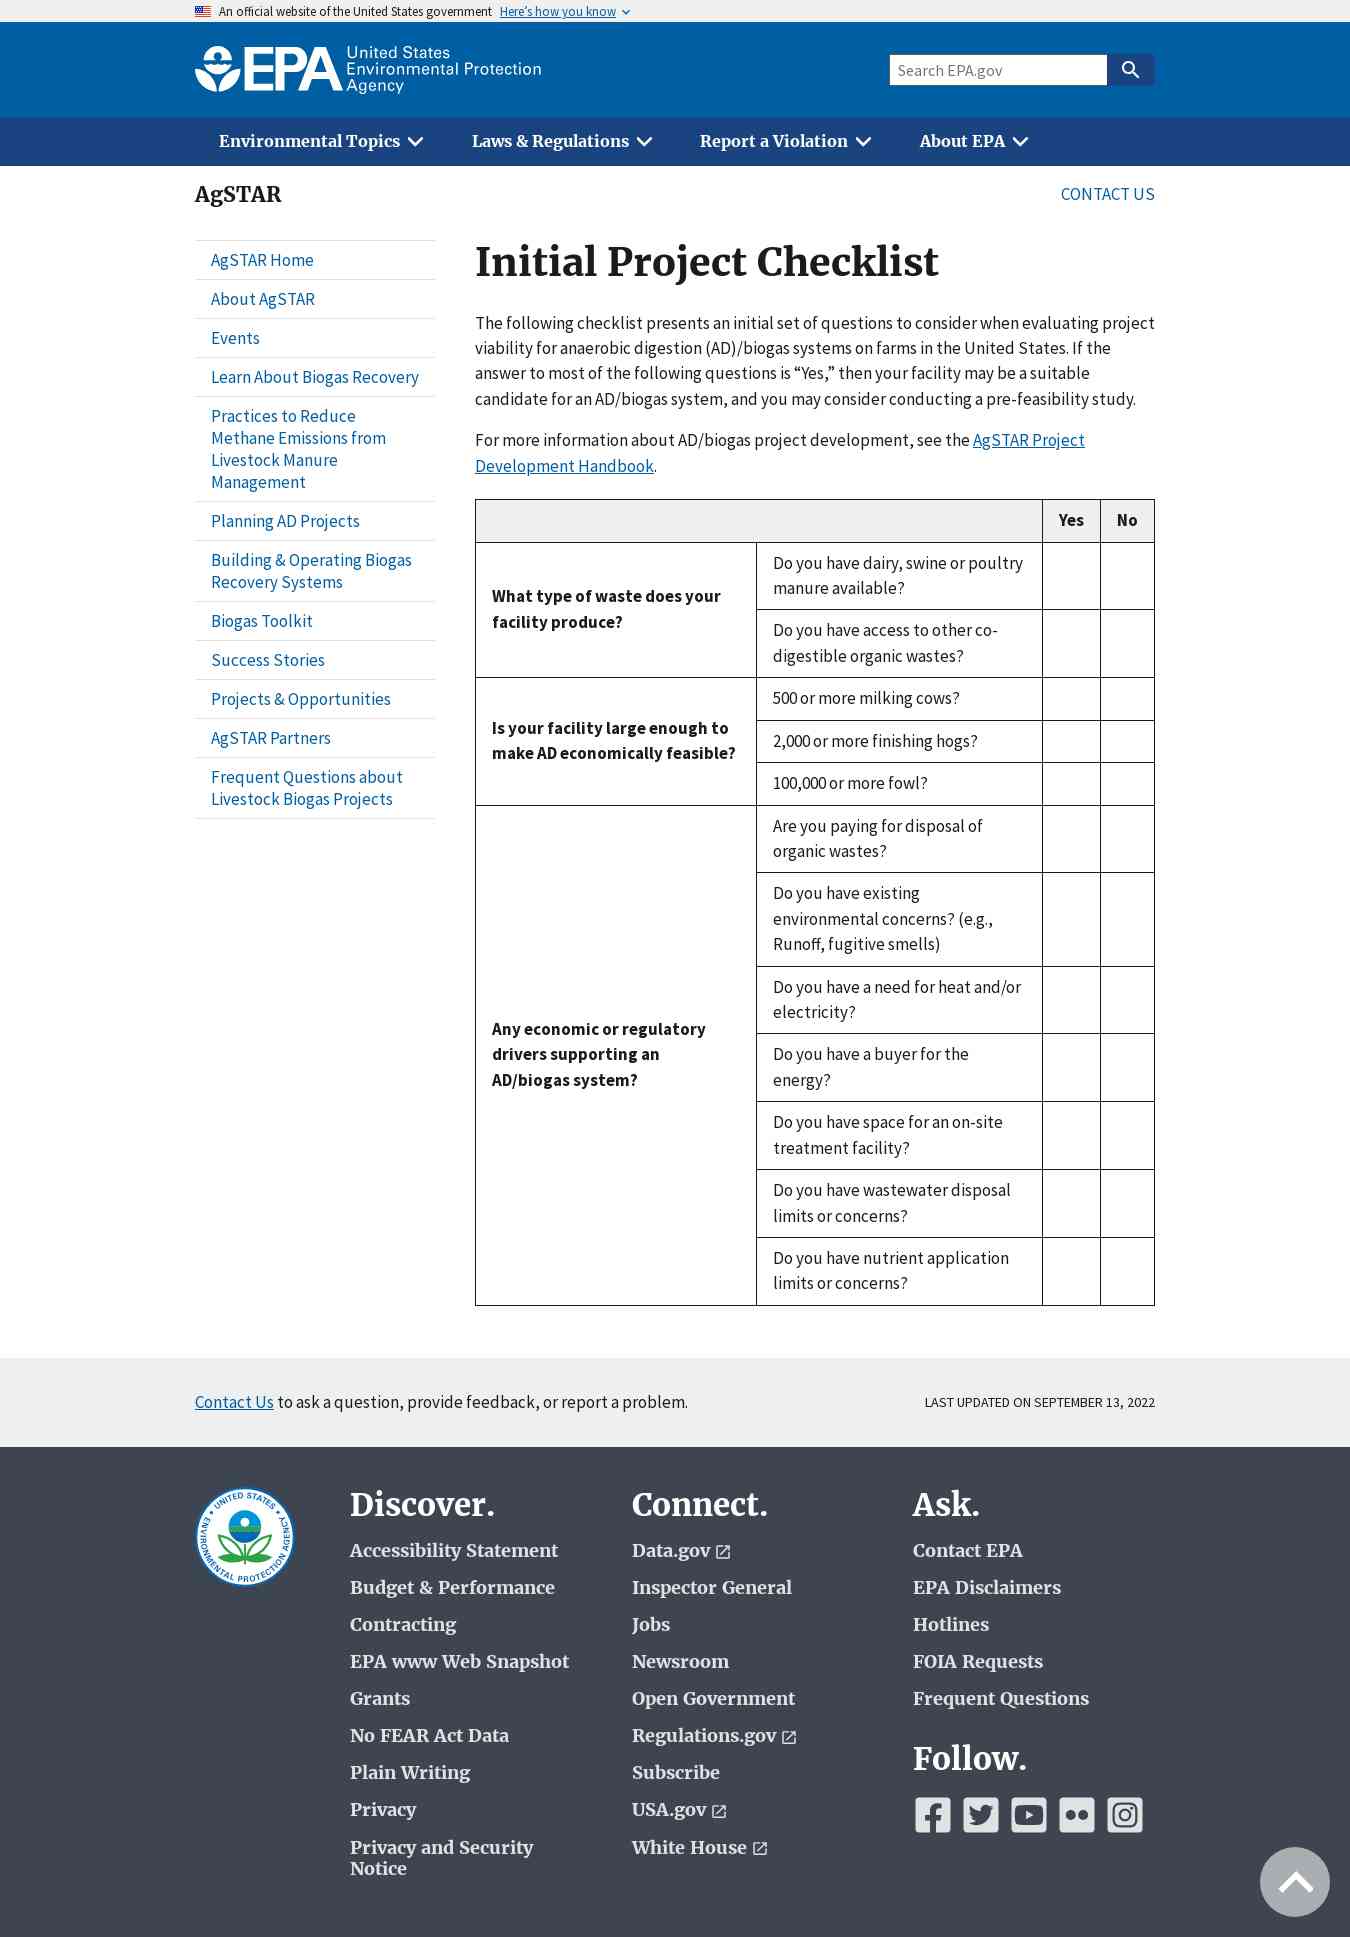 An official website of the United States government Here's how you know
EPA United States
Environmental Protection
Agency
Search EPA.gov
Environmental Topics
Laws & Regulations
Report a Violation
About EPA
AgSTAR
CONTACT US
AgSTAR Home
About AgSTAR
Events
Learn About Biogas Recovery
Practices to Reduce
Methane Emissions from
Livestock Manure
Management
Planning AD Projects
Building & Operating Biogas
Recovery Systems
Biogas Toolkit
Success Stories
Projects & Opportunities
AgSTAR Partners
Frequent Questions about
Livestock Biogas Projects
Initial Project Checklist
The following checklist presents an initial set of questions to consider when evaluating project
viability for anaerobic digestion (AD)/biogas systems on farms in the United States. If the
answer to most of the following questions is “Yes,” then your facility may be a suitable
candidate for an AD/biogas system, and you may consider conducting a pre-feasibility study.
For more information about AD/biogas project development, see the AgSTAR Project
Development Handbook.
Yes No
What type of waste does your
facility produce?
Do you have dairy, swine or poultry
manure available?
Do you have access to other co-
digestible organic wastes?
Is your facility large enough to
make AD economically feasible?
500 or more milking cows?
2,000 or more finishing hogs?
100,000 or more fowl?
Any economic or regulatory
drivers supporting an
AD/biogas system?
Are you paying for disposal of
organic wastes?
Do you have existing
environmental concerns? (e.g.,
Runoff, fugitive smells)
Do you have a need for heat and/or
electricity?
Do you have a buyer for the
energy?
Do you have space for an on-site
treatment facility?
Do you have wastewater disposal
limits or concerns?
Do you have nutrient application
limits or concerns?
Contact Us to ask a question, provide feedback, or report a problem.
LAST UPDATED ON SEPTEMBER 13, 2022
UNITED STATES
ENVIRONMENTAL PROTECTION AGENCY
Discover.
Accessibility Statement
Budget & Performance
Contracting
EPA www Web Snapshot
Grants
No FEAR Act Data
Plain Writing
Privacy
Privacy and Security
Notice
Connect.
Data.gov
Inspector General
Jobs
Newsroom
Open Government
Regulations.gov
Subscribe
USA.gov
White House
Ask.
Contact EPA
EPA Disclaimers
Hotlines
FOIA Requests
Frequent Questions
Follow.